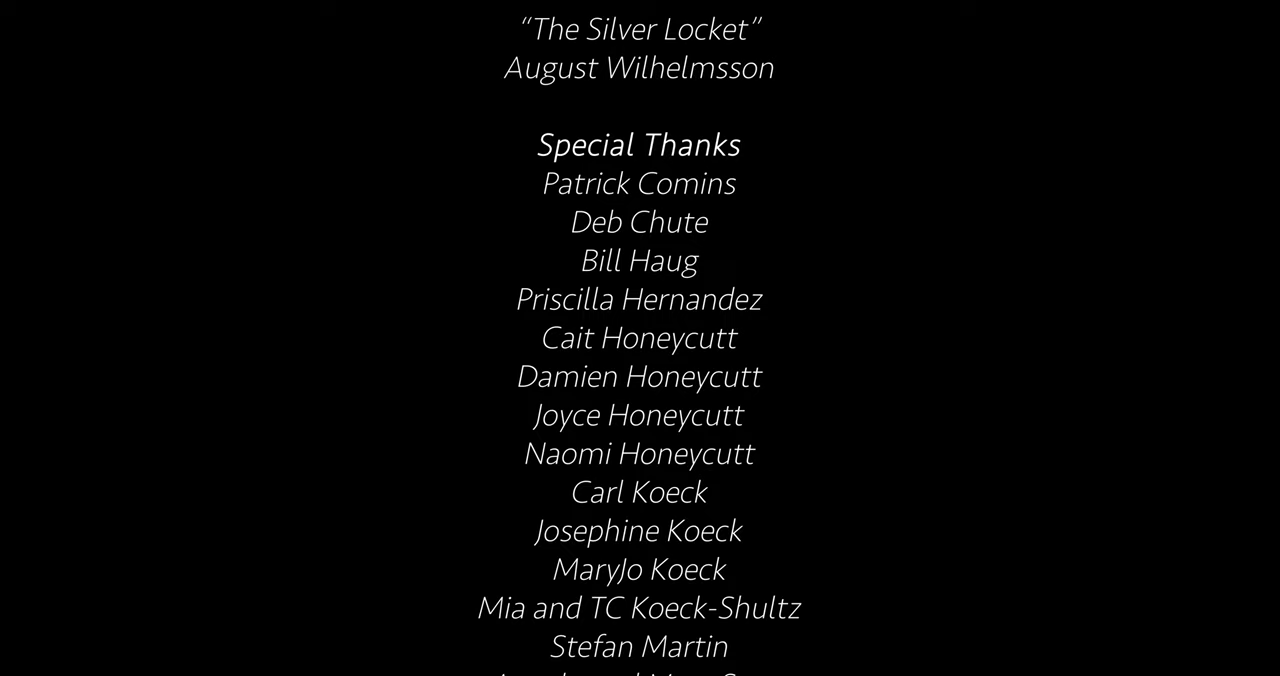 “The Silver Locket”
August Wilhelmsson
Special Thanks
Patrick Comins
Deb Chute
Bill Haug
Priscilla Hernandez
Cait Honeycutt
Damien Honeycutt
Joyce Honeycutt
Naomi Honeycutt
Carl Koeck
Josephine Koeck
MaryJo Koeck
Mia and TC Koeck-Shultz
Stefan Martin